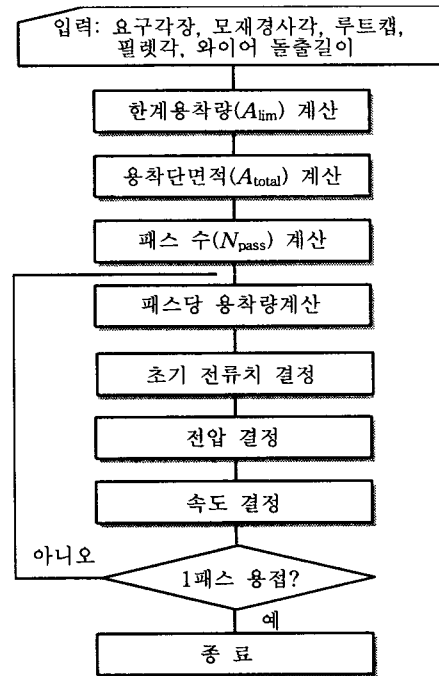 입력: 요구각장, 모재경사각, 루트캡,
필렛각, 와이어 돌출길이
한계용착량(Alim) 계산
용착단면적(Atotal) 계산
패스 수(Npass) 계산
패스당 용착량계산
초기 전류치 결정
전압 결정
속도 결정
아니오
1패스 용접?
예
종 료